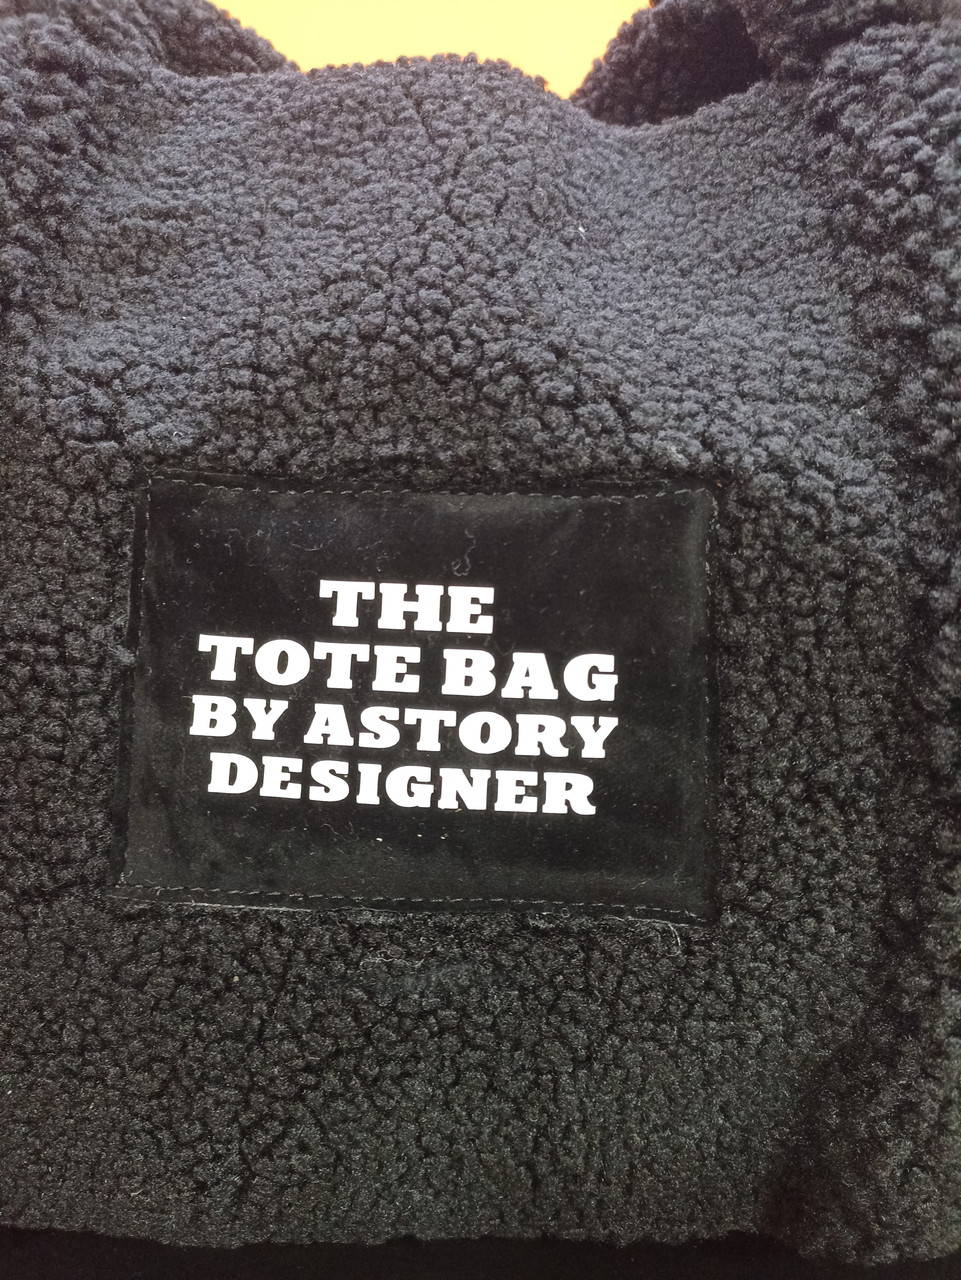 THE
TOTE BAG
BY ASTORY
DESIGNER